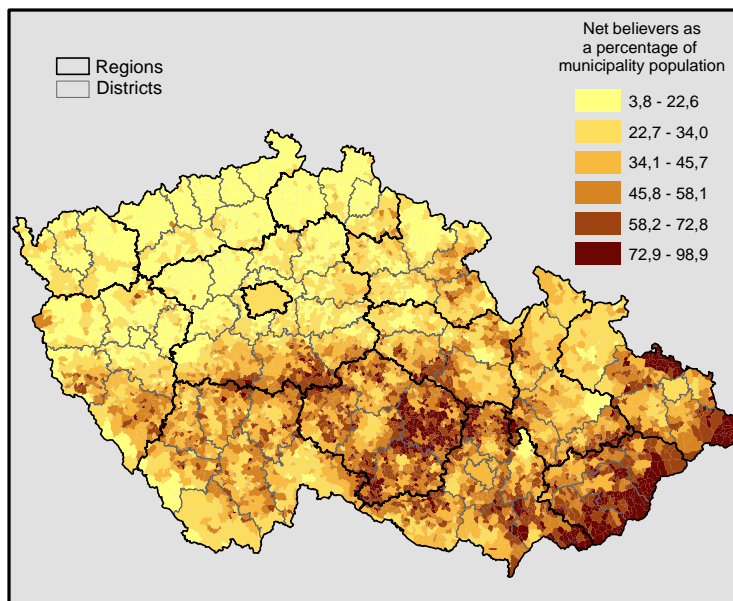 Net believers as
a percentage of
municipality population
Regions
Districts
3,8 - 22,6
22,7 - 34,0
34,1 - 45,7
45,8 - 58,1
58,2 - 72,8
72,9 - 98,9